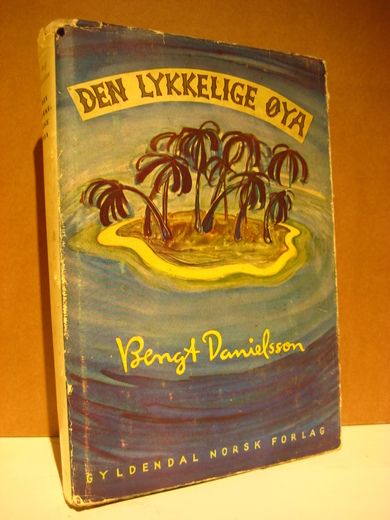 DEN LYKKELIGE ØYA
Bengt Danielsson
GYLDENDAL NORSK FORLAG